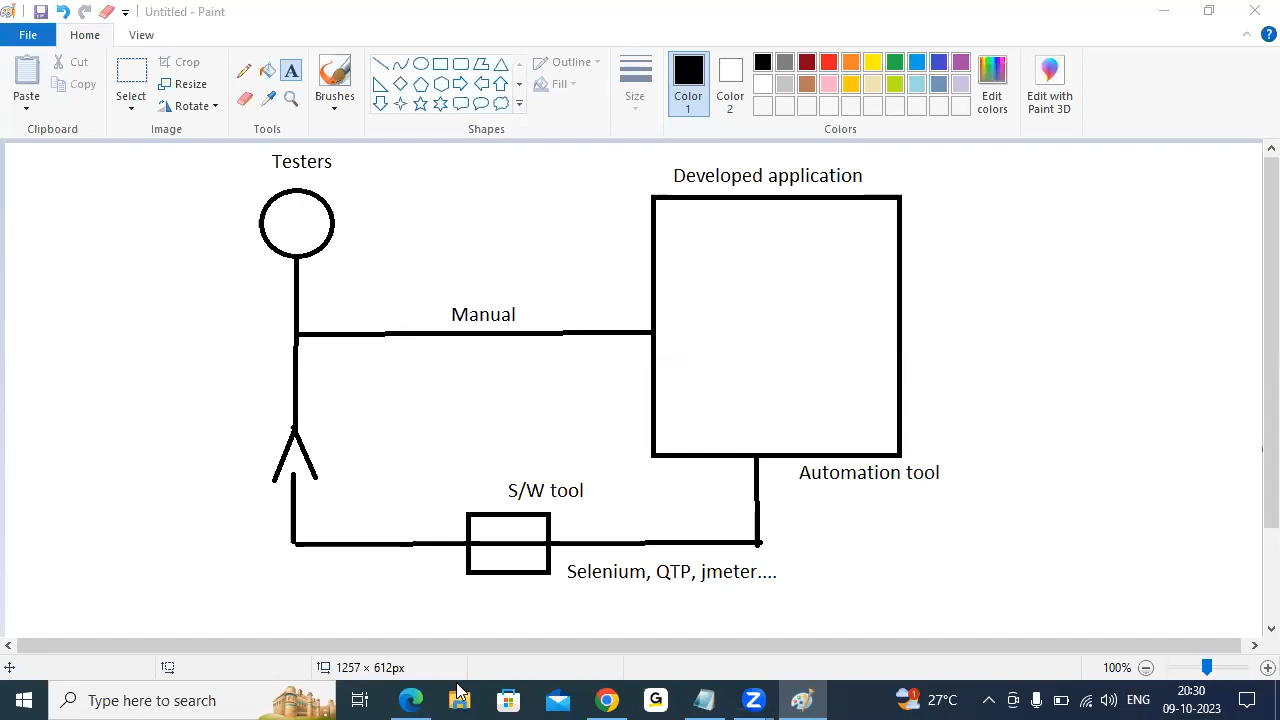 Untitled - Paint
File
Home
View
Paste
Cut
Copy
Clipboard
Select
Crop
Resize
Rotate
Image
A
Tools
Brushes
Shapes
Outline
Fill
Size
Color 1
Color 2
Edit colors
Colors
Edit with Paint 3D
?
Testers
Developed application
Manual
Automation tool
S/W tool
Selenium, QTP, jmeter....
1257 × 612px
100%
Type here to search
G
Z
1
27°C
ENG
20:30
09-10-2023